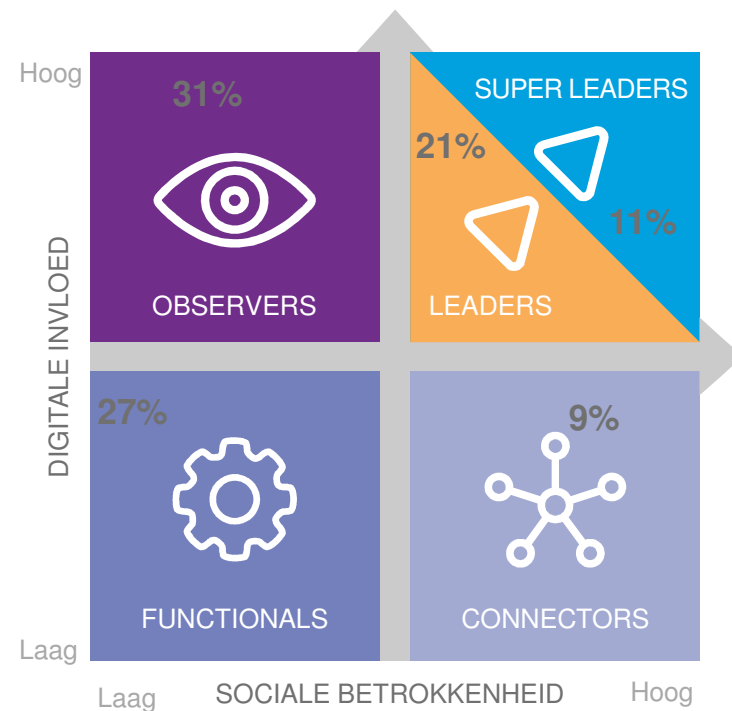 Hoog
31%
SUPER LEADERS
21%
11%
OBSERVERS
LEADERS
DIGITALE INVLOED
27%
9%
FUNCTIONALS
CONNECTORS
Laag
Laag
SOCIALE BETROKKENHEID
Hoog